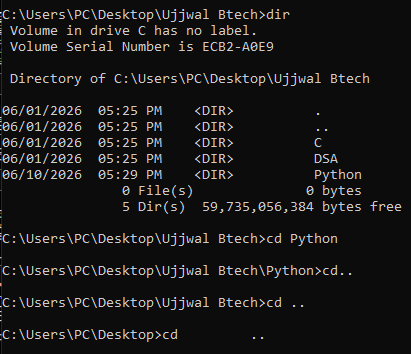 C:\Users\PC\Desktop\Ujjwal Btech>dir
 Volume in drive C has no label.
 Volume Serial Number is ECB2-A0E9

 Directory of C:\Users\PC\Desktop\Ujjwal Btech

06/01/2026  05:25 PM    <DIR>          .
06/01/2026  05:25 PM    <DIR>          ..
06/01/2026  05:25 PM    <DIR>          C
06/01/2026  05:25 PM    <DIR>          DSA
06/10/2026  05:29 PM    <DIR>          Python
               0 File(s)              0 bytes
               5 Dir(s)  59,735,056,384 bytes free

C:\Users\PC\Desktop\Ujjwal Btech>cd Python

C:\Users\PC\Desktop\Ujjwal Btech\Python>cd..

C:\Users\PC\Desktop\Ujjwal Btech>cd ..

C:\Users\PC\Desktop>cd         ..